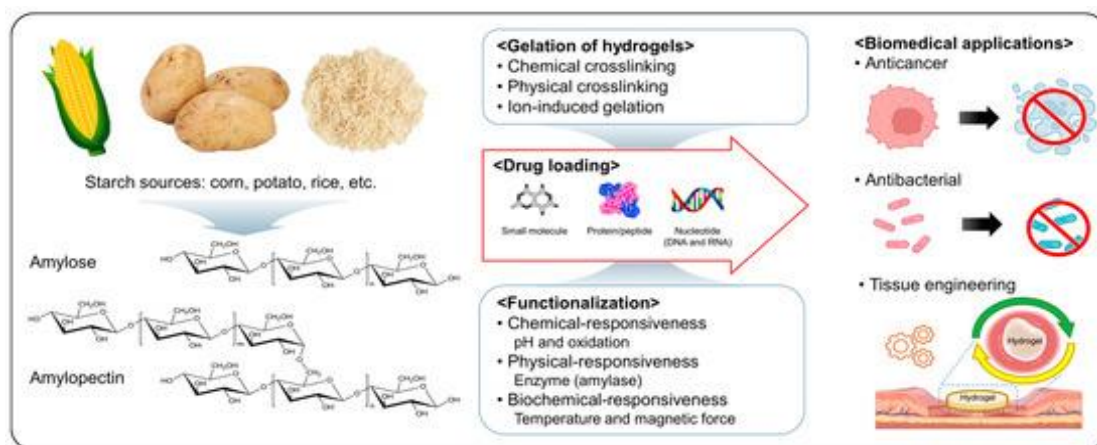 Starch sources: corn, potato, rice, etc.
Amylose
Amylopectin
<Gelation of hydrogels>
• Chemical crosslinking
• Physical crosslinking
• Ion-induced gelation
<Drug loading>
Small molecule
Protein/peptide
Nucleotide
(DNA and RNA)
<Functionalization>
• Chemical-responsiveness
pH and oxidation
• Physical-responsiveness
Enzyme (amylase)
• Biochemical-responsiveness
Temperature and magnetic force
<Biomedical applications>
• Anticancer
• Antibacterial
• Tissue engineering
Hydrogel
Hydrogel